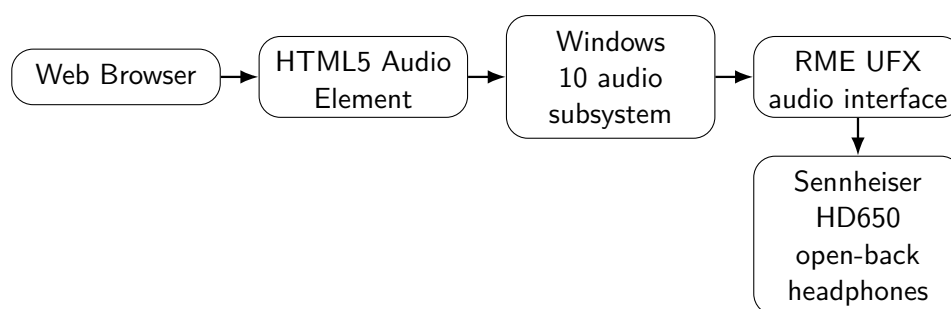 Web Browser
HTML5 Audio
Element
Windows
10 audio
subsystem
RME UFX
audio interface
Sennheiser
HD650
open-back
headphones